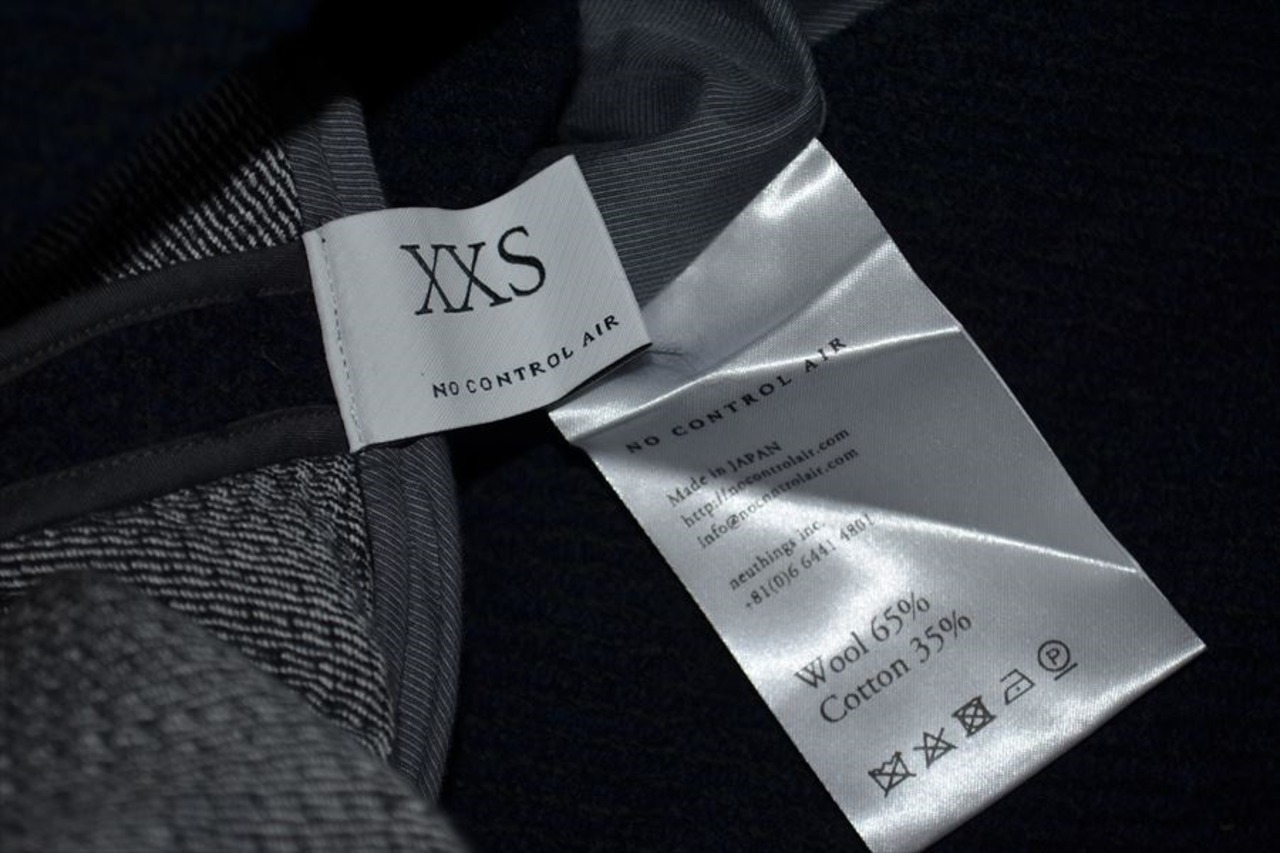 XXS
NO CONTROL AIR
NO CONTROL AIR
Made in JAPAN
http://nocontrolair.com
info@nocontrolair.com
neuthings inc.
+81(0)6 6441 4801
Wool 65%
Cotton 35%
P